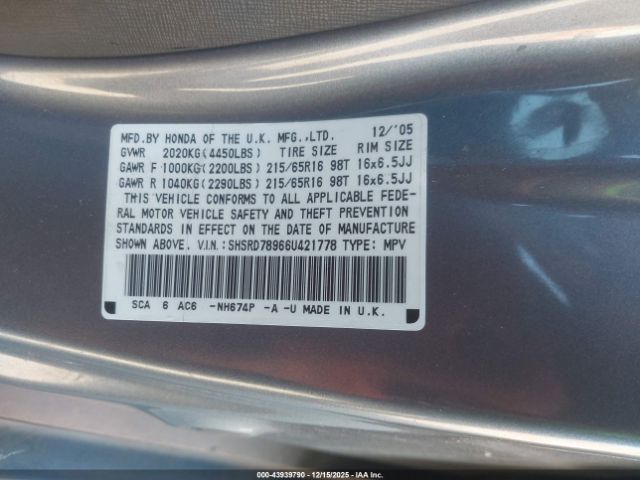 MFD.BY HONDA OF THE U.K. MFG.,LTD. 12/'05
GVWR 2020KG(4450LBS) TIRE SIZE RIM SIZE
GAWR F 1000KG(2200LBS) 215/65R16 98T 16x6.5JJ
GAWR R 1040KG(2290LBS) 215/65R16 98T 16x6.5JJ
THIS VEHICLE CONFORMS TO ALL APPLICABLE FEDE-
RAL MOTOR VEHICLE SAFETY AND THEFT PREVENTION
STANDARDS IN EFFECT ON THE DATE OF MANUFACTURE
SHOWN ABOVE. V.I.N.:SHSRD78966U421778 TYPE: MPV
SCA 6 AC6 -NH674P -A -U MADE IN U.K.
000-43939790 - 12/15/2025 - IAA Inc.